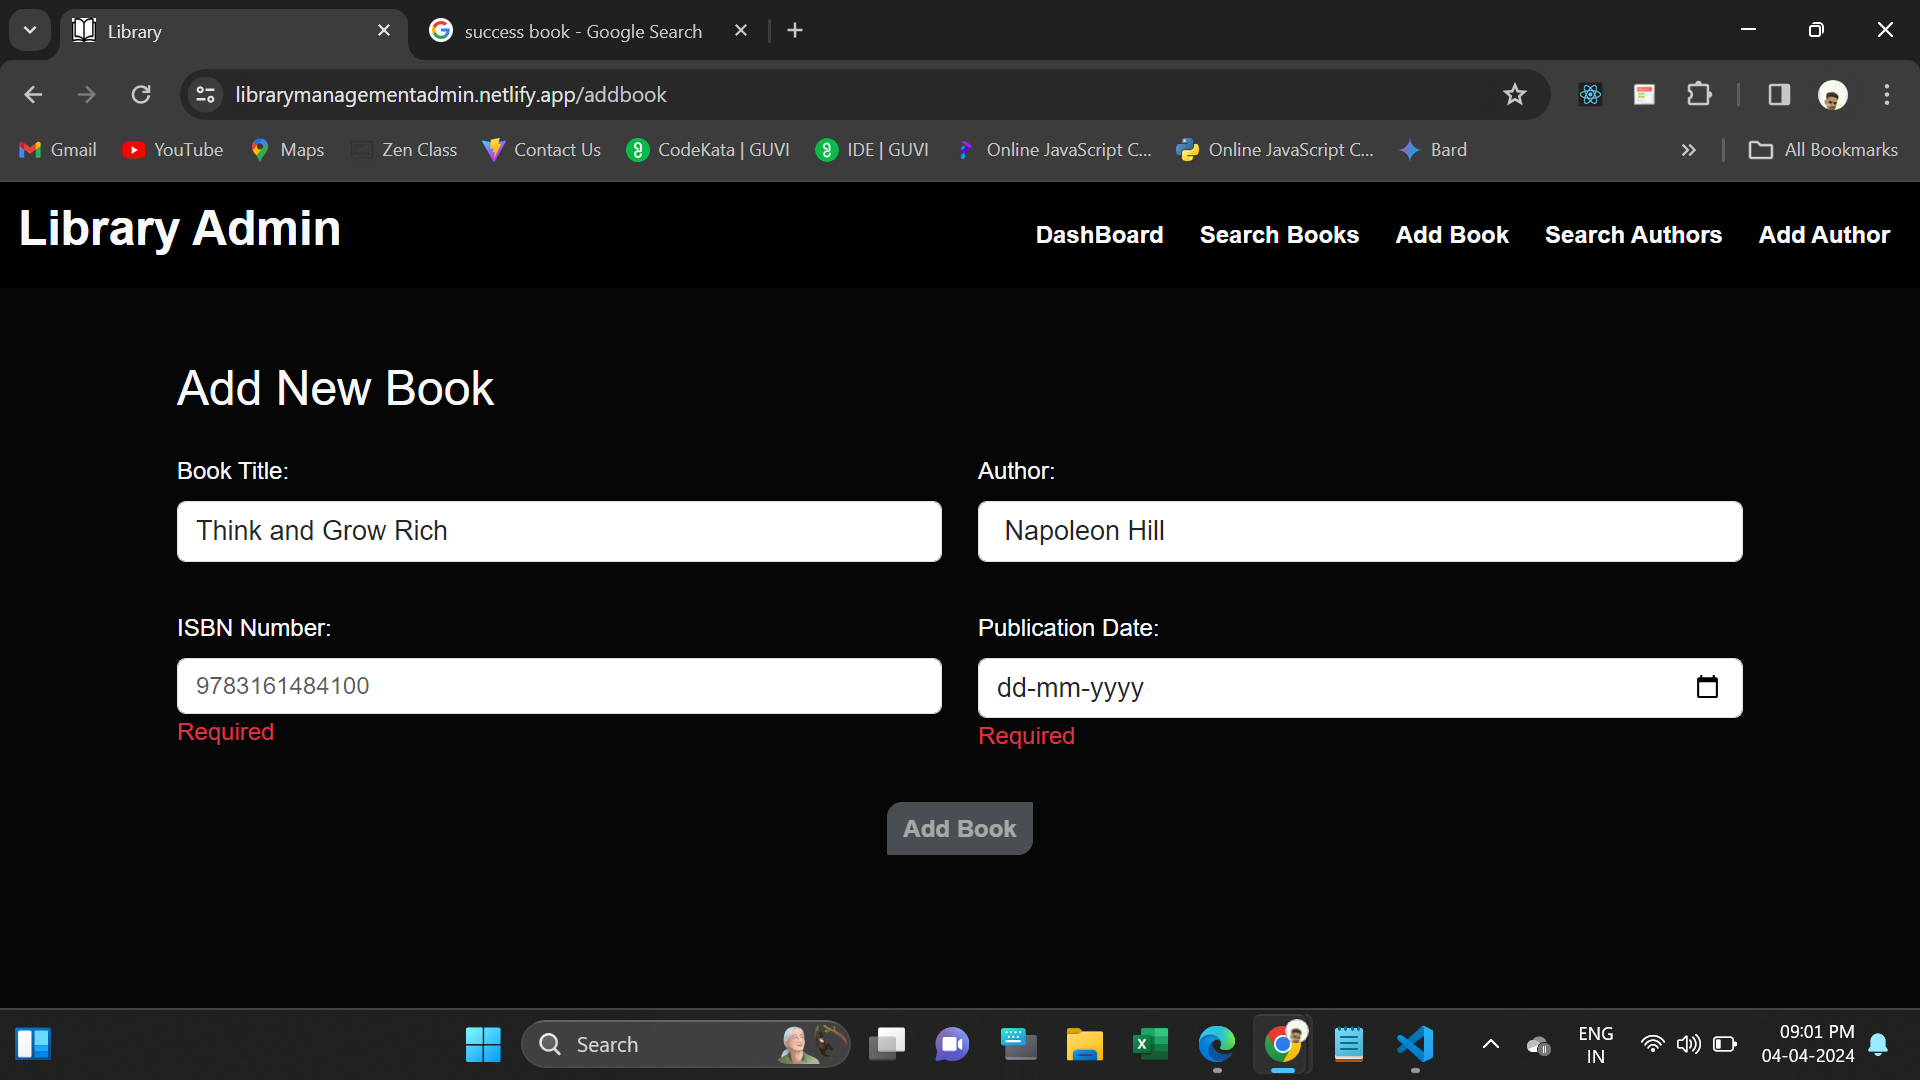 Library
success book - Google Search
librarymanagementadmin.netlify.app/addbook
Gmail YouTube Maps Zen Class Contact Us CodeKata | GUVI IDE | GUVI Online JavaScript C... Online JavaScript C... Bard » All Bookmarks
Library Admin
DashBoard Search Books Add Book Search Authors Add Author
Add New Book
Book Title: Author:
Think and Grow Rich Napoleon Hill
ISBN Number: Publication Date:
9783161484100 dd-mm-yyyy
Required Required
Add Book
Search
ENG
IN
09:01 PM
04-04-2024